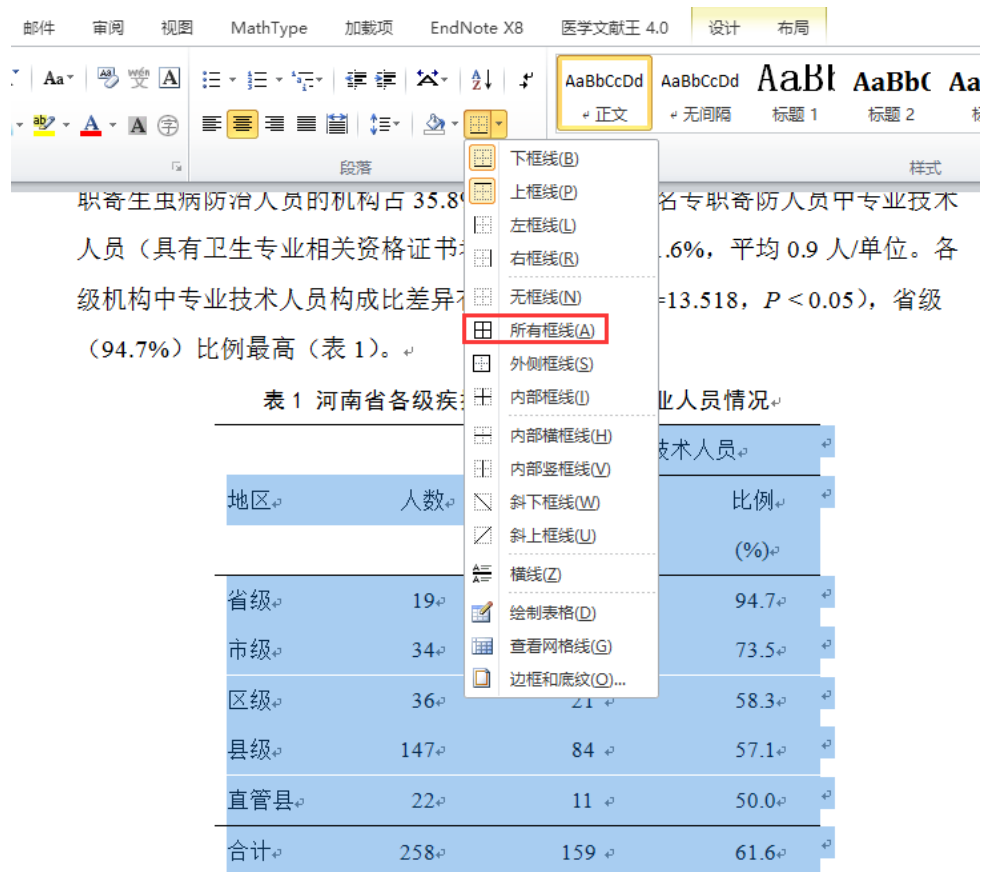 邮件 审阅 视图 MathType 加载项 EndNote X8 医学文献王 4.0 设计 布局
Aa AaBbCcDd AaBbCcDd AaBb AaBb( Aa
正文 无间隔 标题 1 标题 2
段落 样式
下框线(B)
上框线(P)
左框线(L)
右框线(R)
无框线(N)
所有框线(A)
外侧框线(S)
内部框线(I)
内部横框线(H)
内部竖框线(V)
斜下框线(W)
斜上框线(U)
横线(Z)
绘制表格(D)
查看网格线(G)
边框和底纹(O)...
职寄生虫病防治人员的机构占 35.8 名专职寄防人员中专业技术
人员（具有卫生专业相关资格证书 .6%，平均 0.9 人/单位。各
级机构中专业技术人员构成比差异 =13.518，P＜0.05），省级
（94.7%）比例最高（表 1）。
表 1 河南省各级疾 业人员情况
技术人员
地区 人数 比例
(%)
省级 19 94.7
市级 34 73.5
区级 36 21 58.3
县级 147 84 57.1
直管县 22 11 50.0
合计 258 159 61.6